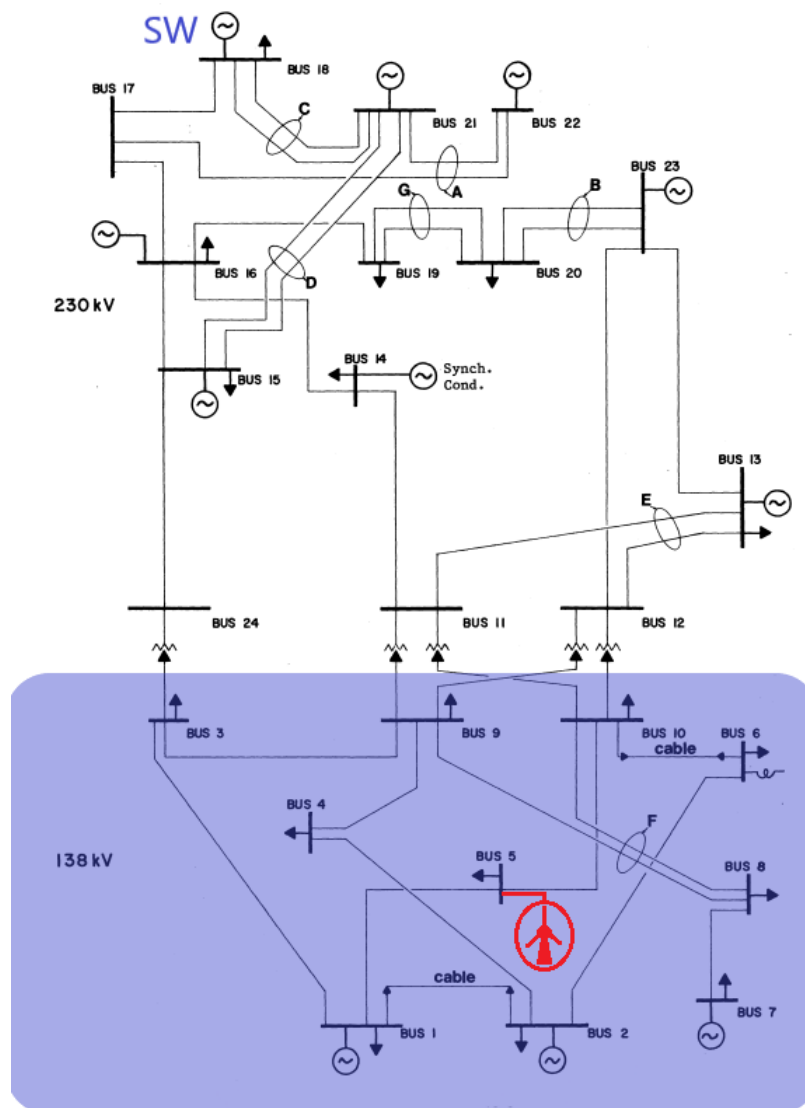 SW
BUS 18
BUS 17
C
BUS 21
BUS 22
BUS 23
A
G
B
BUS 16
D
BUS 19
BUS 20
230 kV
BUS 14
Synch.
Cond.
BUS 15
BUS 13
E
BUS 24
BUS 11
BUS 12
BUS 3
BUS 9
BUS 10
BUS 6
cable
BUS 4
F
138 kV
BUS 5
BUS 8
cable
BUS 1
BUS 2
BUS 7